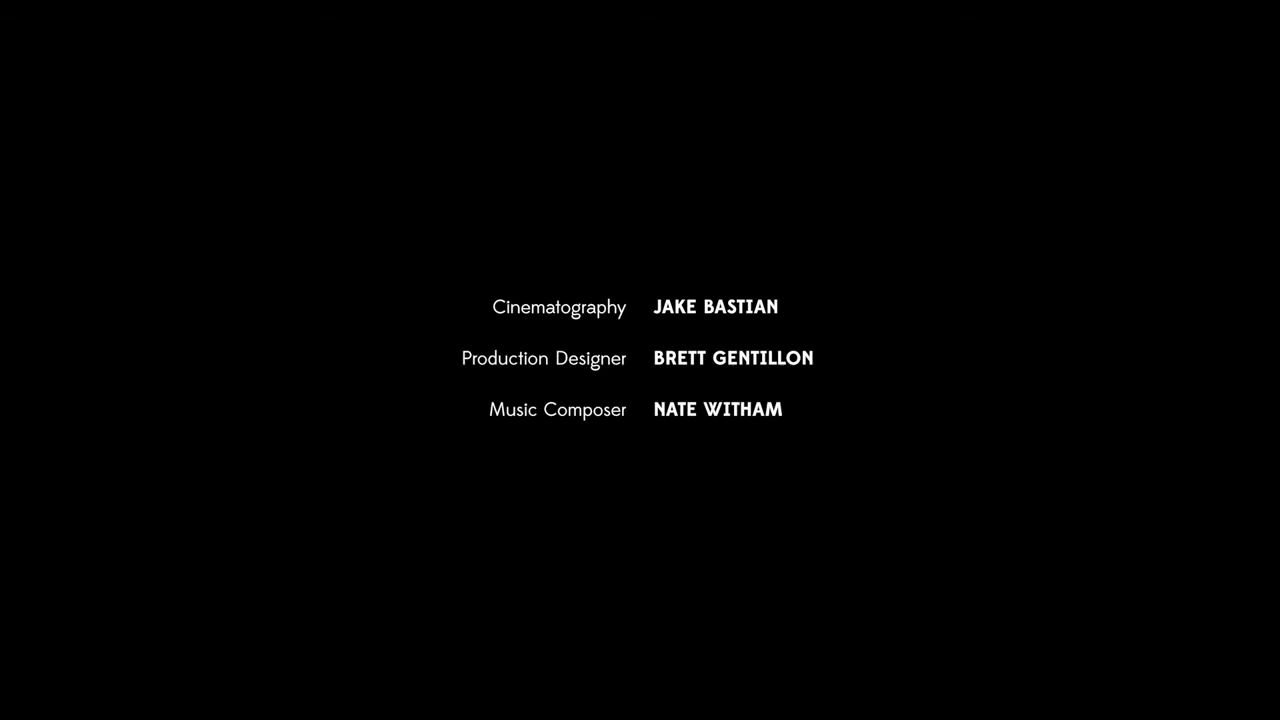 Cinematography JAKE BASTIAN
Production Designer BRETT GENTILLON
Music Composer NATE WITHAM